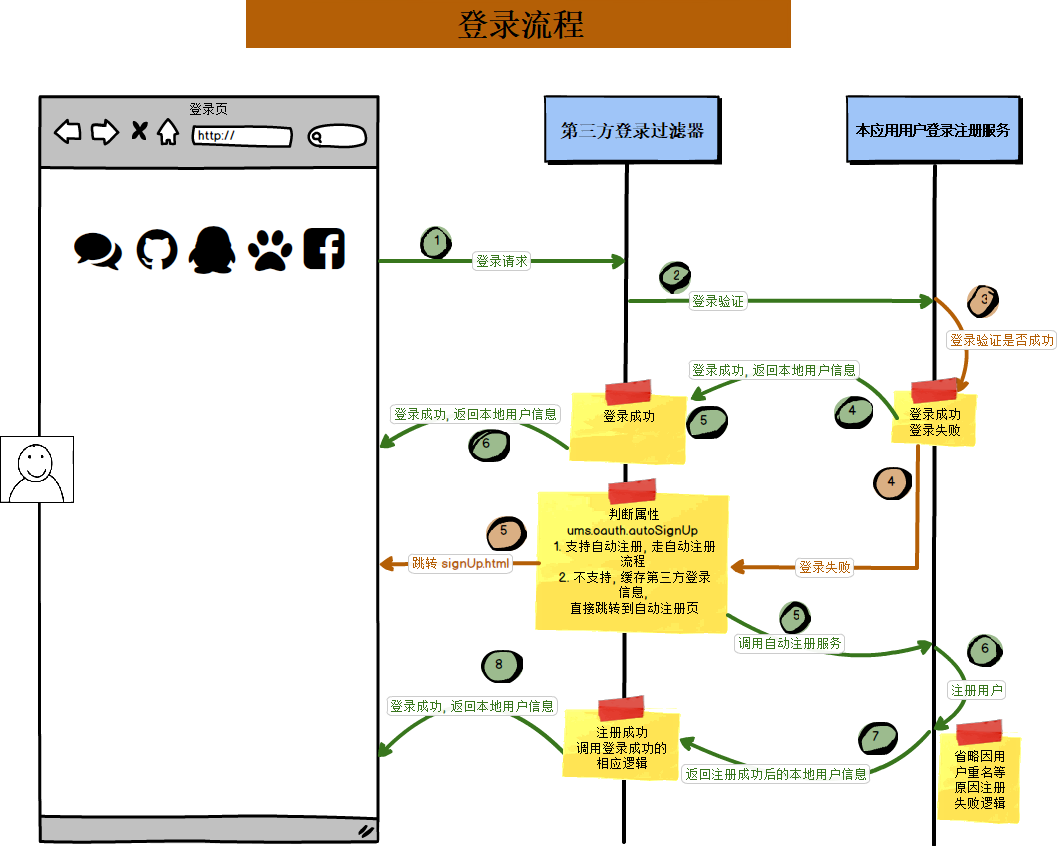 登录流程
登录页
http://
第三方登录过滤器
本应用用户登录注册服务
1
登录请求
2
登录验证
3
登录验证是否成功
登录成功, 返回本地用户信息
4
登录成功
登录失败
登录成功
5
登录成功, 返回本地用户信息
6
4
判断属性
ums.oauth.autoSignUp
1. 支持自动注册, 走自动注册
流程
2. 不支持, 缓存第三方登录
信息,
直接跳转到自动注册页
5
跳转 signUp.html
登录失败
5
调用自动注册服务
6
注册用户
8
登录成功, 返回本地用户信息
注册成功
调用登录成功的
相应逻辑
7
返回注册成功后的本地用户信息
省略因用
户重名等
原因注册
失败逻辑